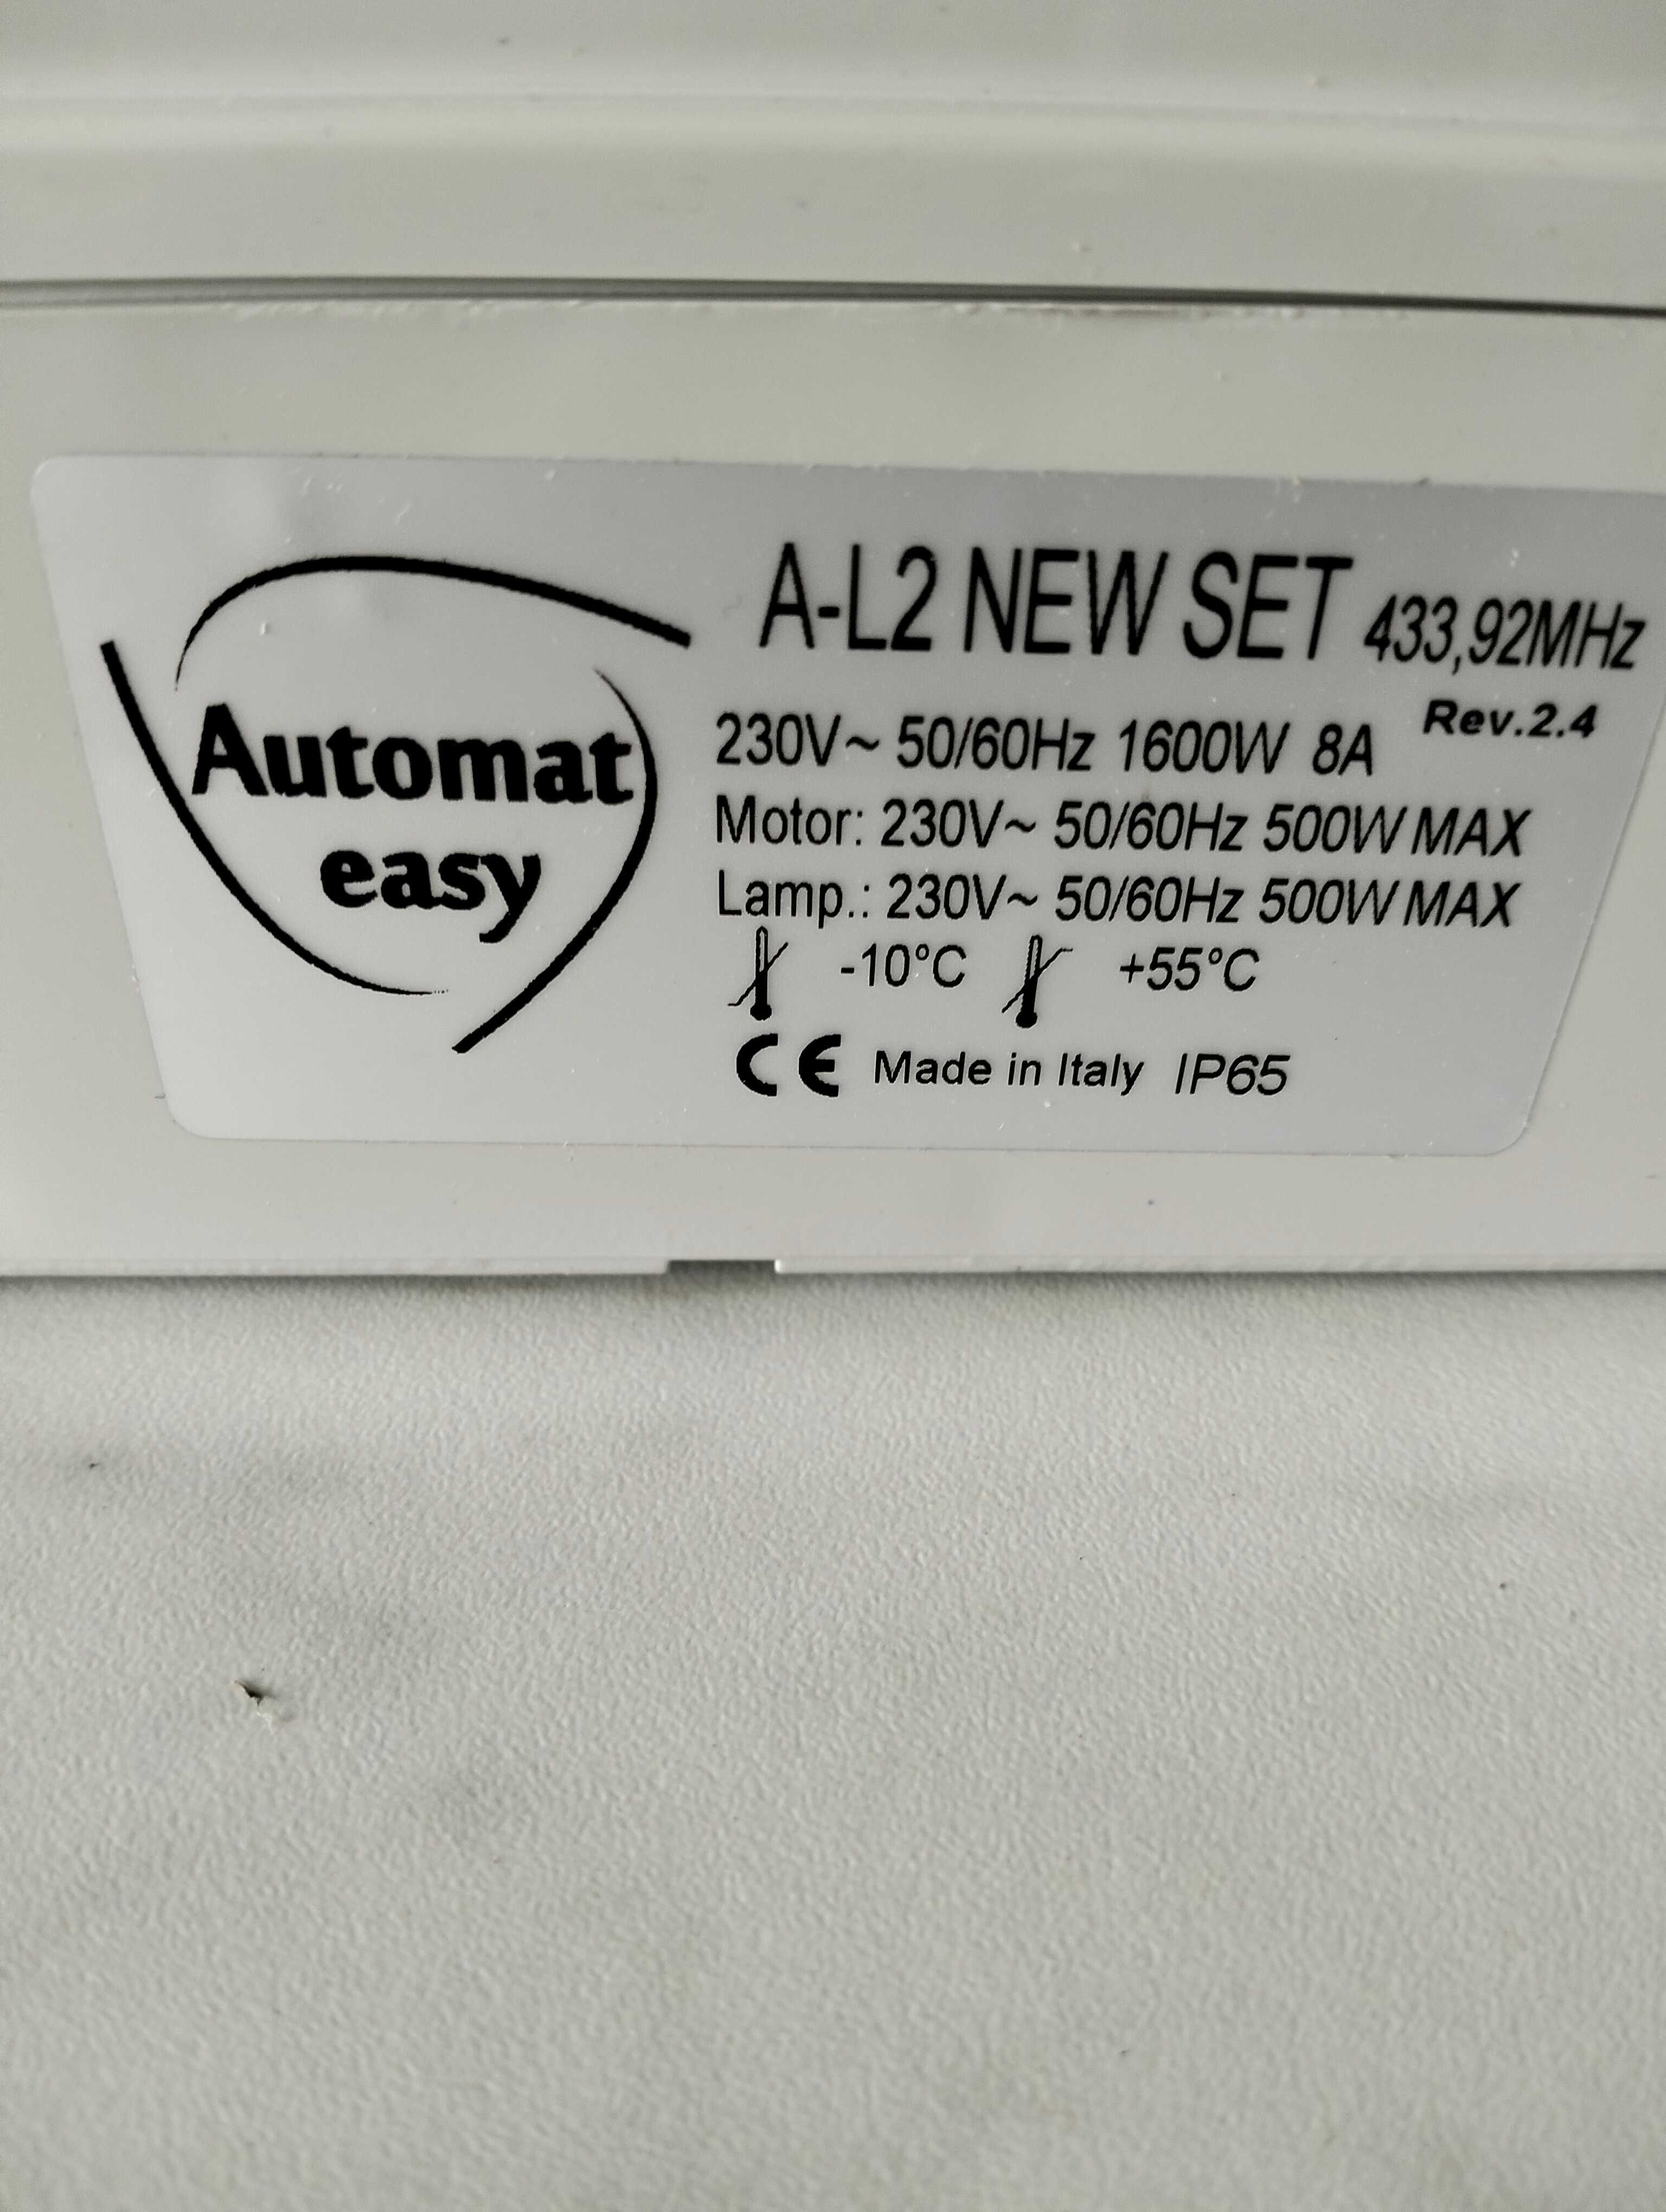 Automat
easy
A-L2 NEW SET 433,92MHz
Rev.2.4
230V~ 50/60Hz 1600W 8A
Motor: 230V~ 50/60Hz 500W MAX
Lamp.: 230V~ 50/60Hz 500W MAX
-10°C +55°C
CE Made in Italy IP65